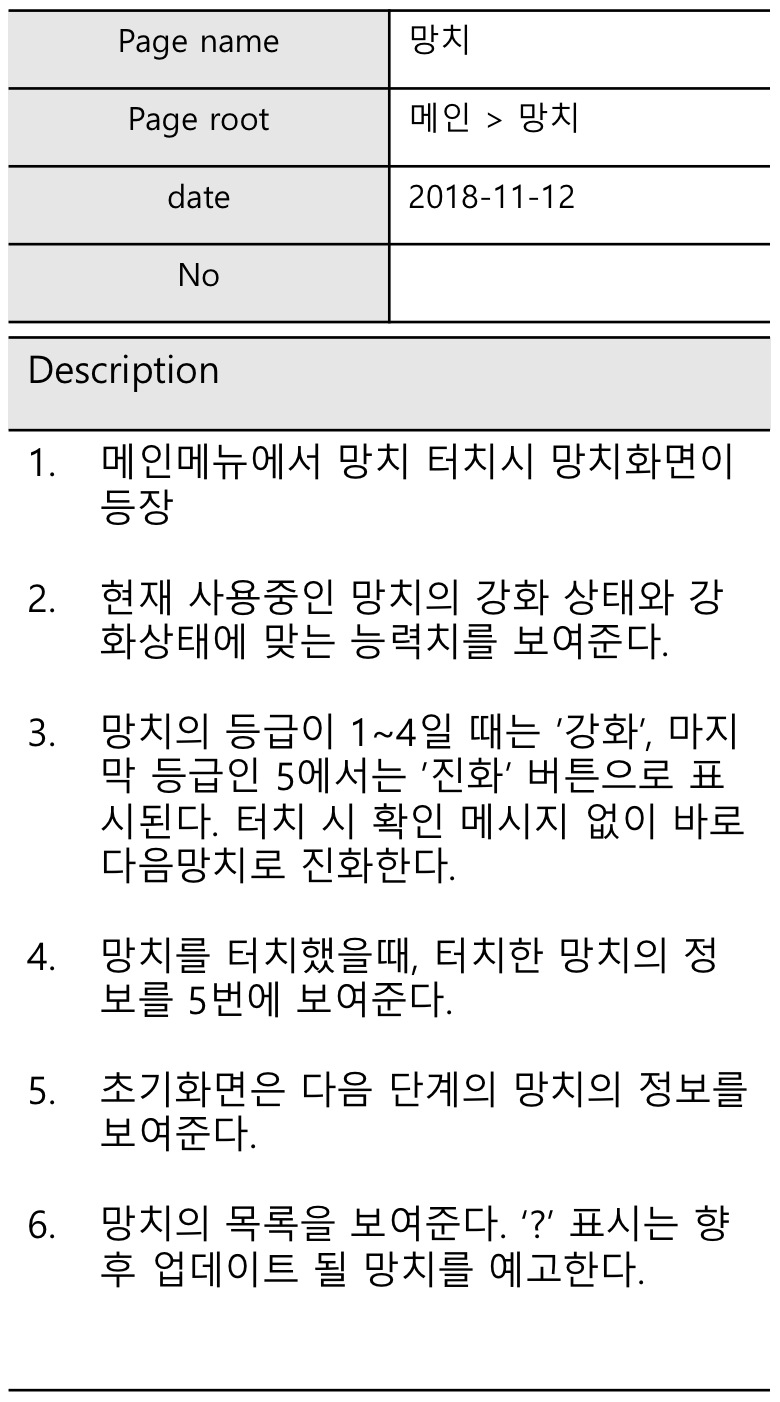 Page name 망치
Page root 메인 > 망치
date 2018-11-12
No
Description
1. 메인메뉴에서 망치 터치시 망치화면이
등장
2. 현재 사용중인 망치의 강화 상태와 강
화상태에 맞는 능력치를 보여준다.
3. 망치의 등급이 1~4일 때는 ‘강화’, 마지
막 등급인 5에서는 ‘진화’ 버튼으로 표
시된다. 터치 시 확인 메시지 없이 바로
다음망치로 진화한다.
4. 망치를 터치했을때, 터치한 망치의 정
보를 5번에 보여준다.
5. 초기화면은 다음 단계의 망치의 정보를
보여준다.
6. 망치의 목록을 보여준다. ‘?’ 표시는 향
후 업데이트 될 망치를 예고한다.